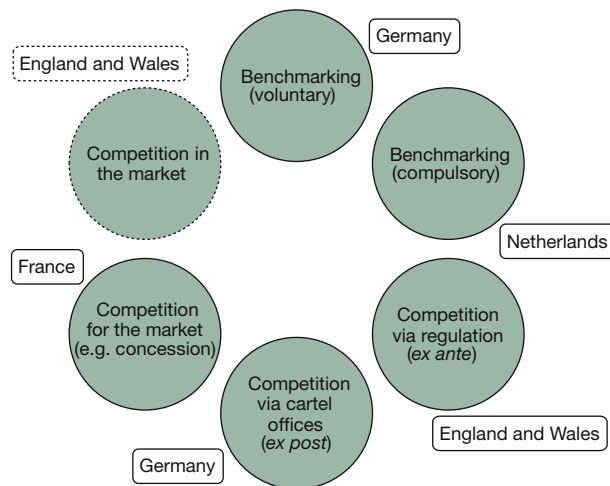 Germany
England and Wales
Benchmarking
(voluntary)
Competition in
the market
Benchmarking
(compulsory)
Netherlands
France
Competition
for the market
(e.g. concession)
Competition
via regulation
(ex ante)
Competition
via cartel
offices
(ex post)
England and Wales
Germany